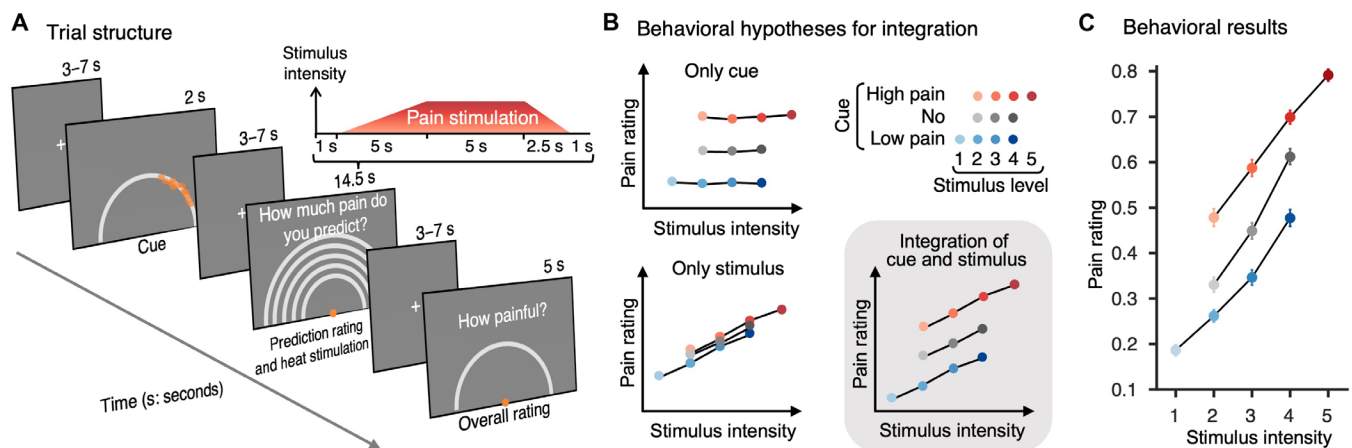 A
Trial structure
3–7 s
2 s
Cue
3–7 s
Stimulus
intensity
Pain stimulation
1 s
5 s
5 s
2.5 s
1 s
14.5 s
How much pain do
you predict?
Prediction rating
and heat stimulation
3–7 s
5 s
How painful?
Overall rating
Time (s: seconds)
B
Behavioral hypotheses for integration
Only cue
Pain rating
Stimulus intensity
Cue
High pain
No
Low pain
1 2 3 4 5
Stimulus level
Only stimulus
Pain rating
Stimulus intensity
Integration of
cue and stimulus
Pain rating
Stimulus intensity
C
Behavioral results
Pain rating
0.8
0.7
0.6
0.5
0.4
0.3
0.2
0.1
1 2 3 4 5
Stimulus intensity